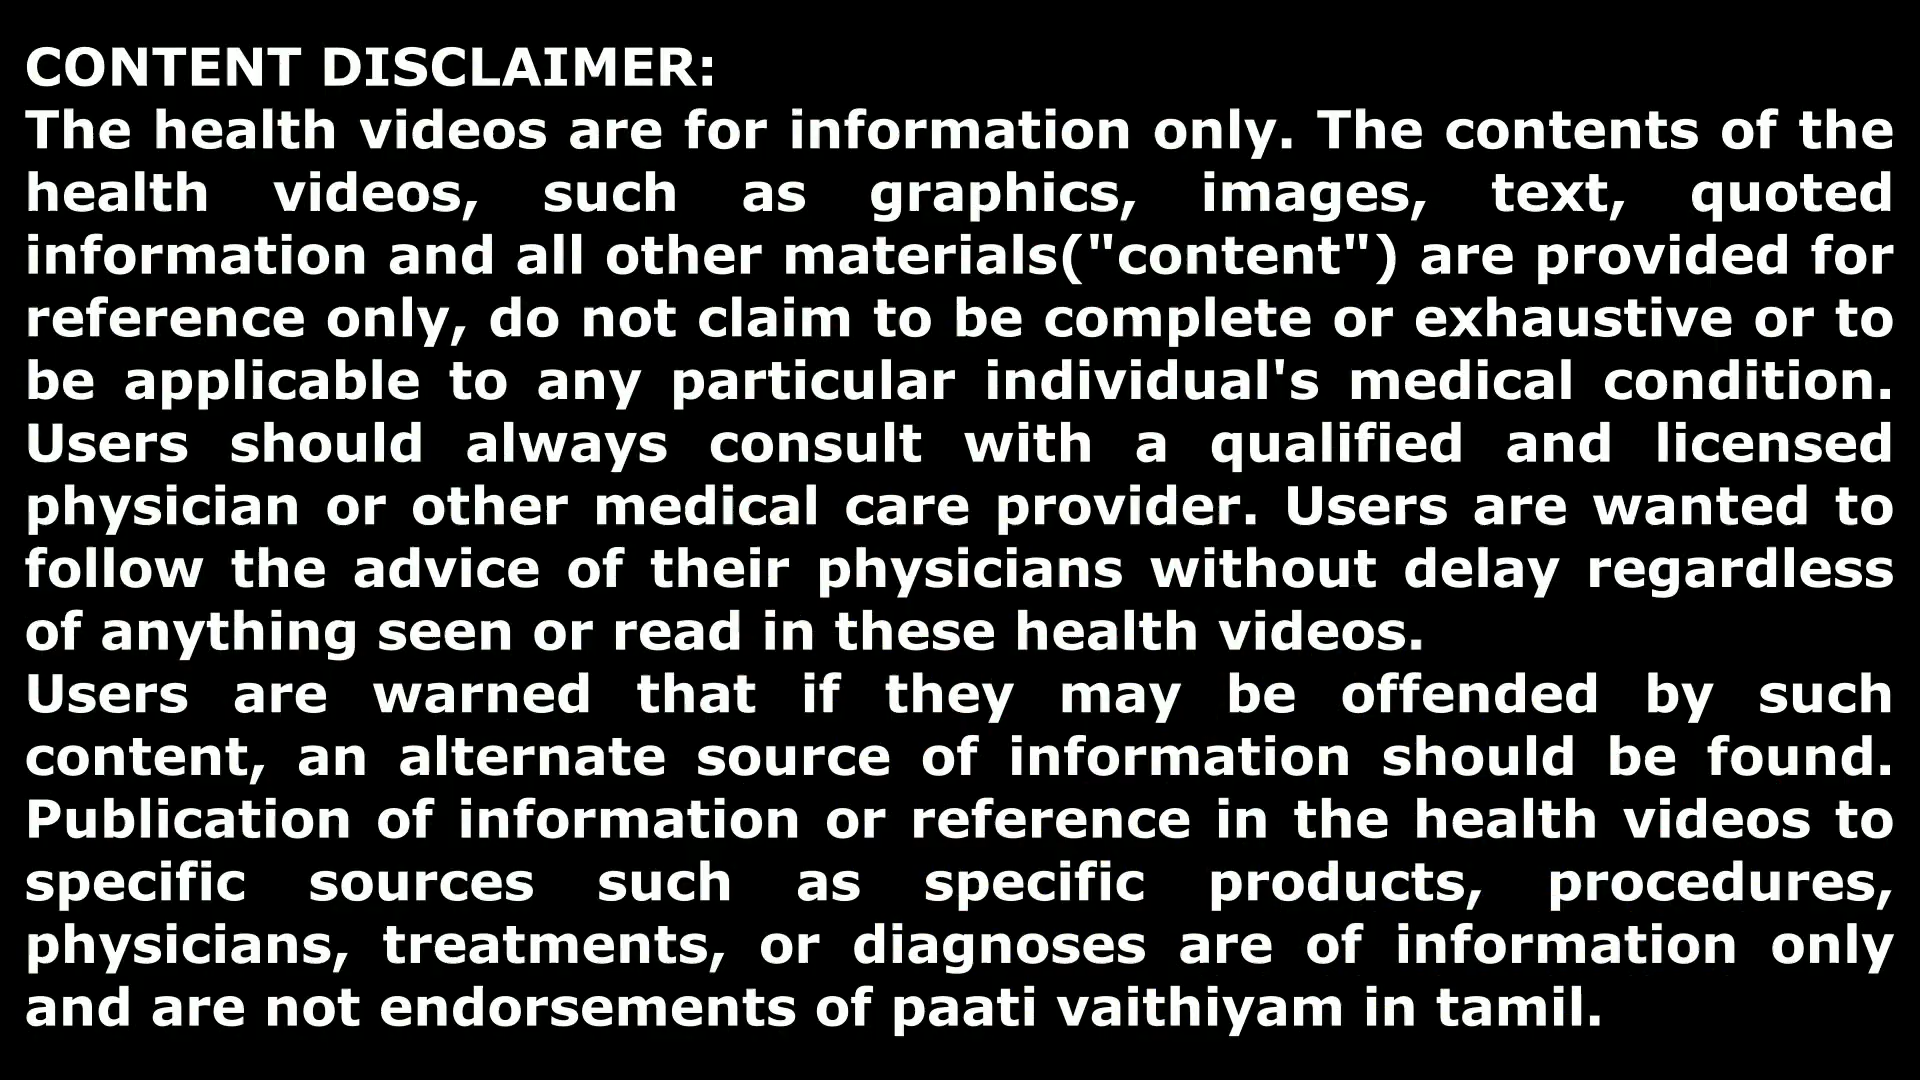 CONTENT DISCLAIMER:
The health videos are for information only. The contents of the
health videos, such as graphics, images, text, quoted
information and all other materials("content") are provided for
reference only, do not claim to be complete or exhaustive or to
be applicable to any particular individual's medical condition.
Users should always consult with a qualified and licensed
physician or other medical care provider. Users are wanted to
follow the advice of their physicians without delay regardless
of anything seen or read in these health videos.
Users are warned that if they may be offended by such
content, an alternate source of information should be found.
Publication of information or reference in the health videos to
specific sources such as specific products, procedures,
physicians, treatments, or diagnoses are of information only
and are not endorsements of paati vaithiyam in tamil.